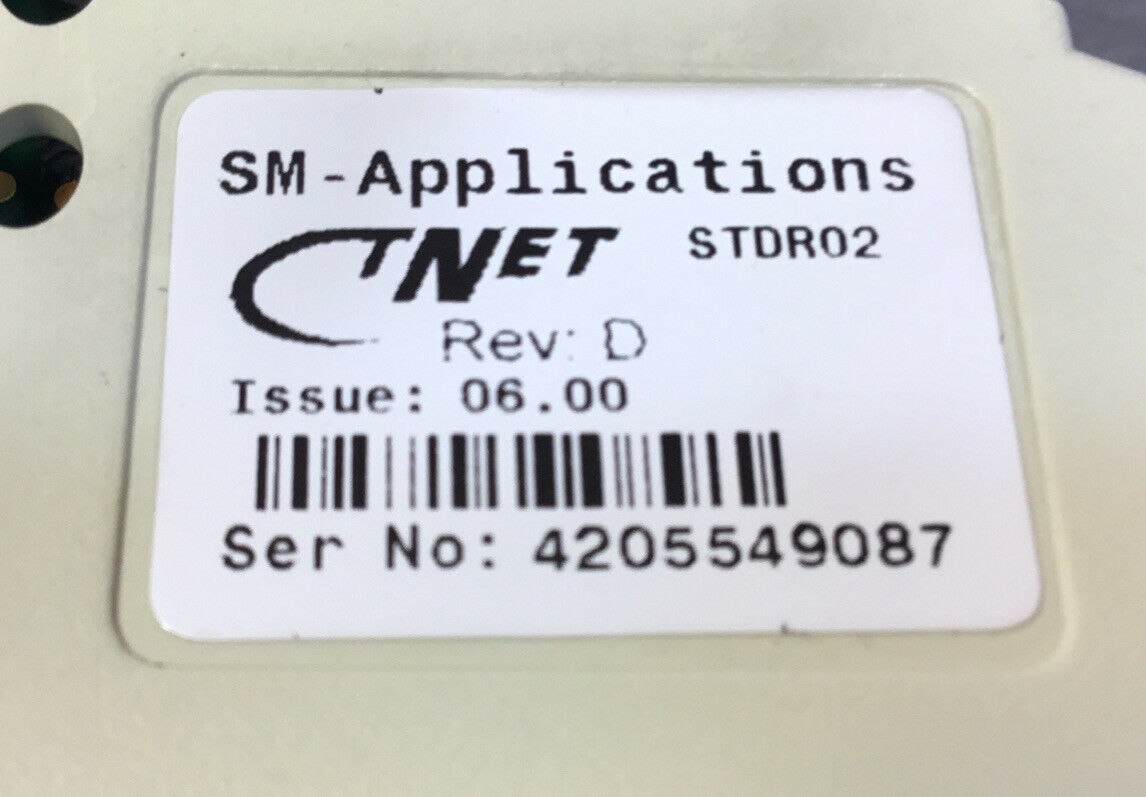 SM-Applications
CTNET STDR02
Rev: D
Issue: 06.00
Ser No: 4205549087